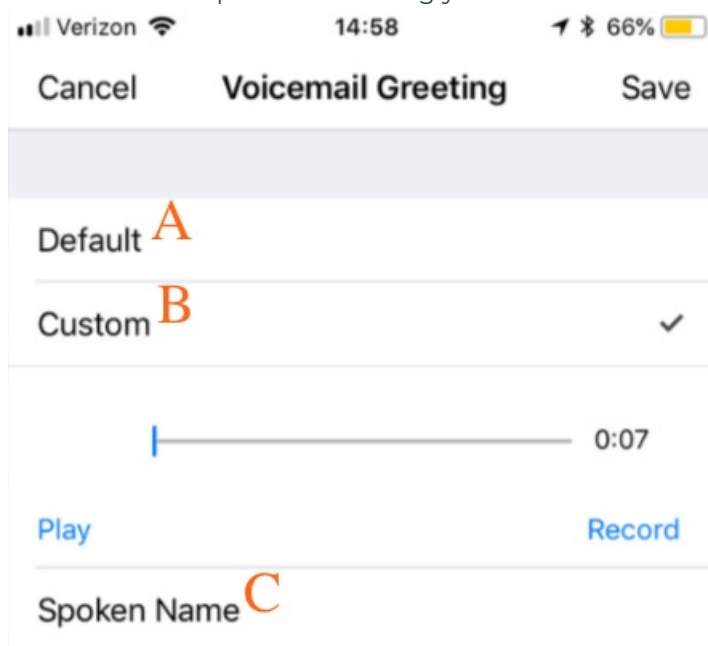 Verizon 14:58 66%
Cancel Voicemail Greeting Save
Default A
Custom B
0:07
Play Record
Spoken Name C